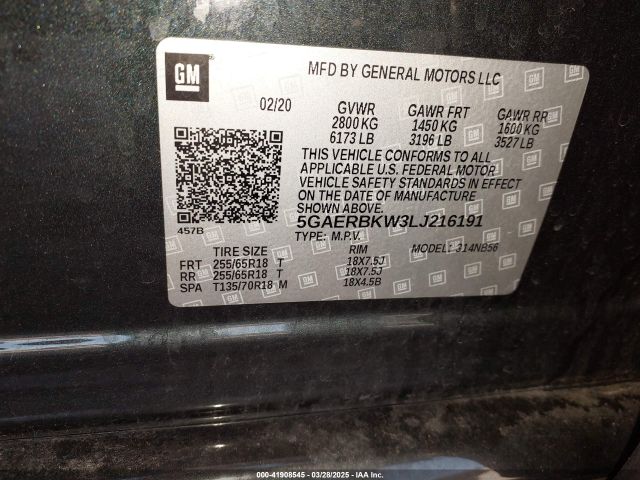 GM
MFD BY GENERAL MOTORS LLC
02/20 GVWR GAWR FRT GAWR RR
2800 KG 1450 KG 1600 KG
6173 LB 3196 LB 3527 LB
THIS VEHICLE CONFORMS TO ALL
APPLICABLE U.S. FEDERAL MOTOR
VEHICLE SAFETY STANDARDS IN EFFECT
ON THE DATE OF MANUFACTURE
SHOWN ABOVE.
457B 5GAERBKW3LJ216191
TYPE: M.P.V. MODEL: 314NB56
TIRE SIZE RIM
FRT 255/65R18 T 18X7.5J
RR 255/65R18 T 18X7.5J
SPA T135/70R18 M 18X4.5B
000-41908545 | 03/28/2025 | IAA Inc.